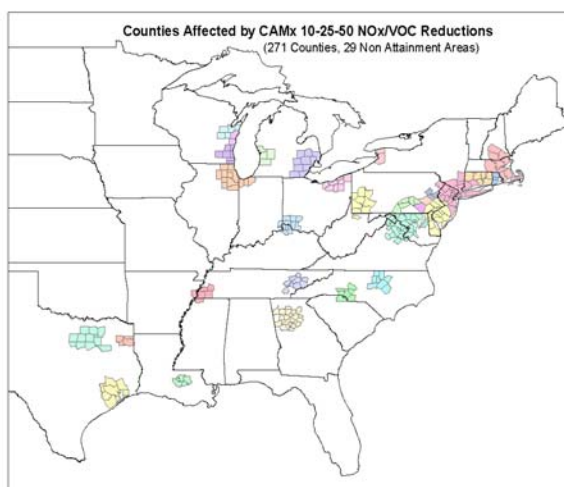 Counties Affected by CAMx 10-25-50 NOx/VOC Reductions
(271 Counties, 29 Non Attainment Areas)